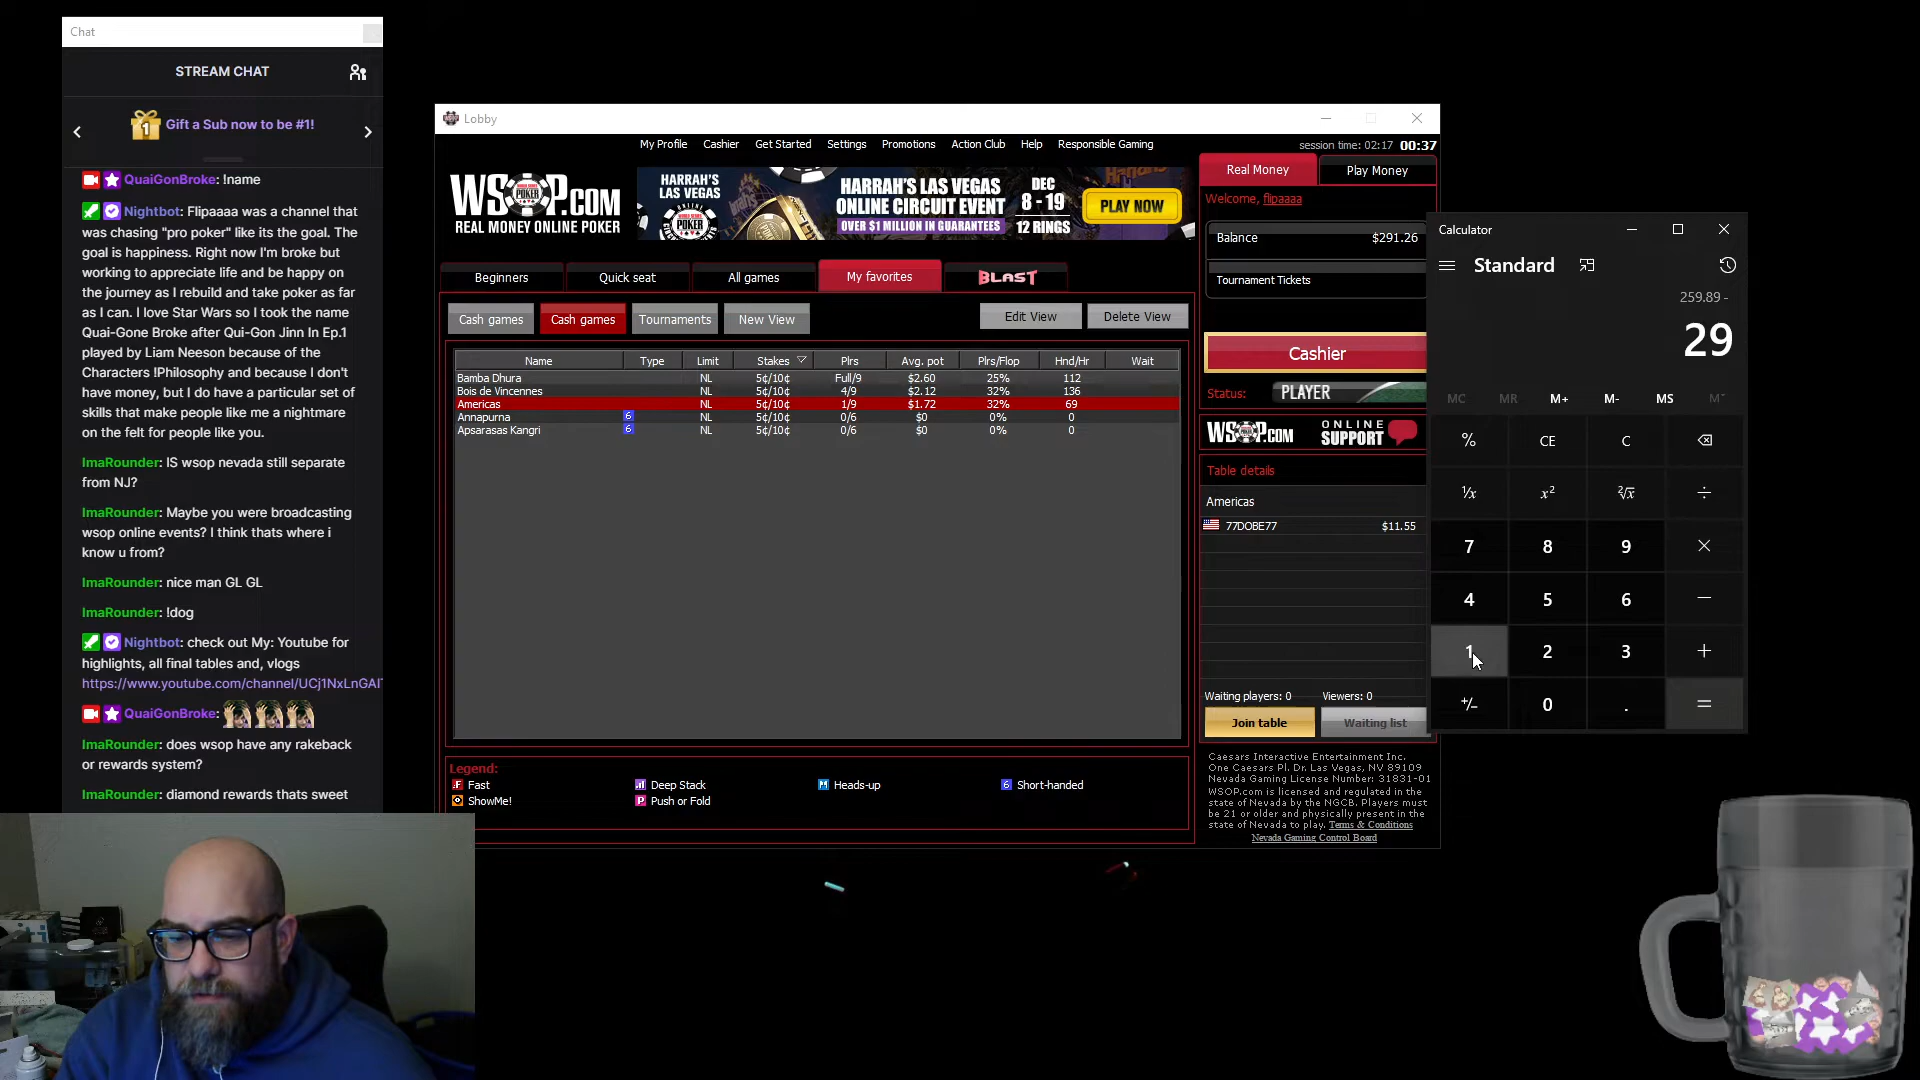 Chat
STREAM CHAT
1
Gift a Sub now to be #1!
QuaiGonBroke: !name
Nightbot: Flipaaaa was a channel that
was chasing "pro poker" like its the goal. The
goal is happiness. Right now I'm broke but
working to appreciate life and be happy on
the journey as I rebuild and take poker as far
as I can. I love Star Wars so I took the name
Quai-Gone Broke after Qui-Gon Jinn In Ep.1
played by Liam Neeson because of the
Characters !Philosophy and because I don't
have money, but I do have a particular set of
skills that make people like me a nightmare
on the felt for people like you.
ImaRounder: IS wsop nevada still separate
from NJ?
ImaRounder: Maybe you were broadcasting
wsop online events? I think thats where i
know u from?
ImaRounder: nice man GL GL
ImaRounder: !dog
Nightbot: check out My: Youtube for
highlights, all final tables and, vlogs
https://www.youtube.com/channel/UCj1NxLnGAI
QuaiGonBroke:
ImaRounder: does wsop have any rakeback
or rewards system?
ImaRounder: diamond rewards thats sweet
Lobby
My Profile Cashier Get Started Settings Promotions Action Club Help Responsible Gaming
session time: 02:17 00:37
WSOP.COM
REAL MONEY ONLINE POKER
HARRAH'S
LAS VEGAS
POKER
HARRAH'S LAS VEGAS
ONLINE CIRCUIT EVENT
OVER $1 MILLION IN GUARANTEES
DEC
8 - 19
12 RINGS
PLAY NOW
Real Money Play Money
Welcome, flipaaaa
Balance $291.26
Tournament Tickets
Cashier
Status: PLAYER
WSOP.COM ONLINE SUPPORT
Beginners Quick seat All games My favorites BLAST
Cash games Cash games Tournaments New View Edit View Delete View
Name Type Limit Stakes Plrs Avg. pot Plrs/Flop Hnd/Hr Wait
Bamba Dhura NL 5¢/10¢ Full/9 $2.60 25% 112
Bois de Vincennes NL 5¢/10¢ 4/9 $2.12 32% 136
Americas NL 5¢/10¢ 1/9 $1.72 32% 69
Annapurna 6 NL 5¢/10¢ 0/6 $0 0% 0
Apsarasas Kangri 6 NL 5¢/10¢ 0/6 $0 0% 0
Table details
Americas
77DOBE77 $11.55
Waiting players: 0 Viewers: 0
Join table Waiting list
Legend:
F Fast Deep Stack H Heads-up 6 Short-handed
ShowMe! P Push or Fold
Caesars Interactive Entertainment Inc.
One Caesars Pl. Dr. Las Vegas, NV 89109
Nevada Gaming License Number: 31831-01
WSOP.com is licensed and regulated in the
state of Nevada by the NGCB. Players must
be 21 or older and physically present in the
state of Nevada to play. Terms & Conditions
Nevada Gaming Control Board
Calculator
Standard
259.89 -
29
MC MR M+ M- MS M˅
% CE C
⅟x x² ²√x ÷
7 8 9 ×
4 5 6 −
1 2 3 +
+/− 0 . =